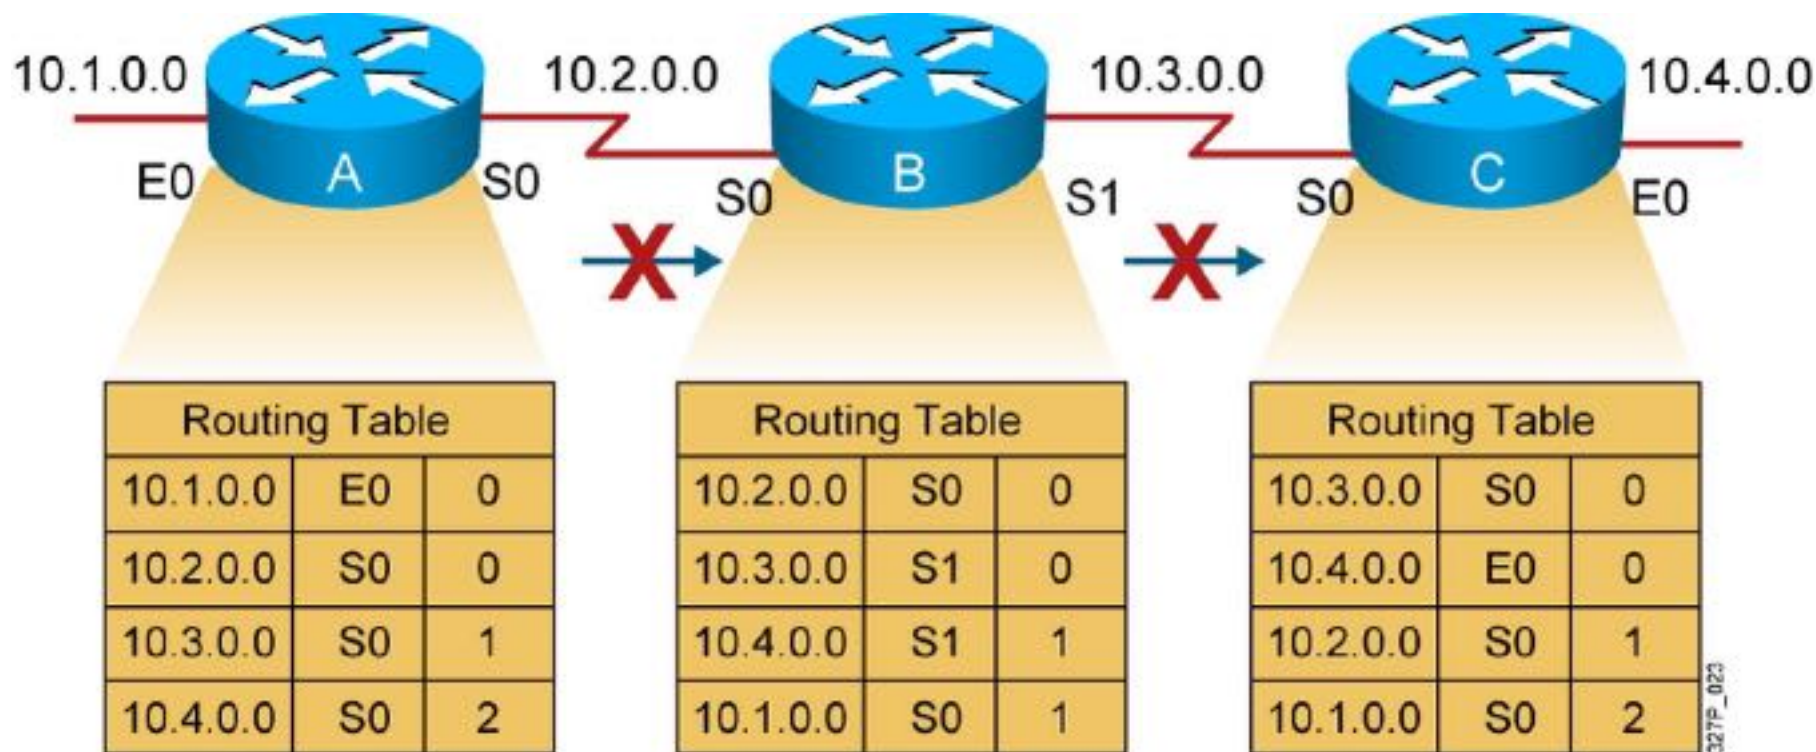 10.1.0.0 10.2.0.0 10.3.0.0 10.4.0.0
E0 A S0 S0 B S1 S0 C E0
X X
Routing Table
10.1.0.0 E0 0
10.2.0.0 S0 0
10.3.0.0 S0 1
10.4.0.0 S0 2
Routing Table
10.2.0.0 S0 0
10.3.0.0 S1 0
10.4.0.0 S1 1
10.1.0.0 S0 1
Routing Table
10.3.0.0 S0 0
10.4.0.0 E0 0
10.2.0.0 S0 1
10.1.0.0 S0 2
327P_023